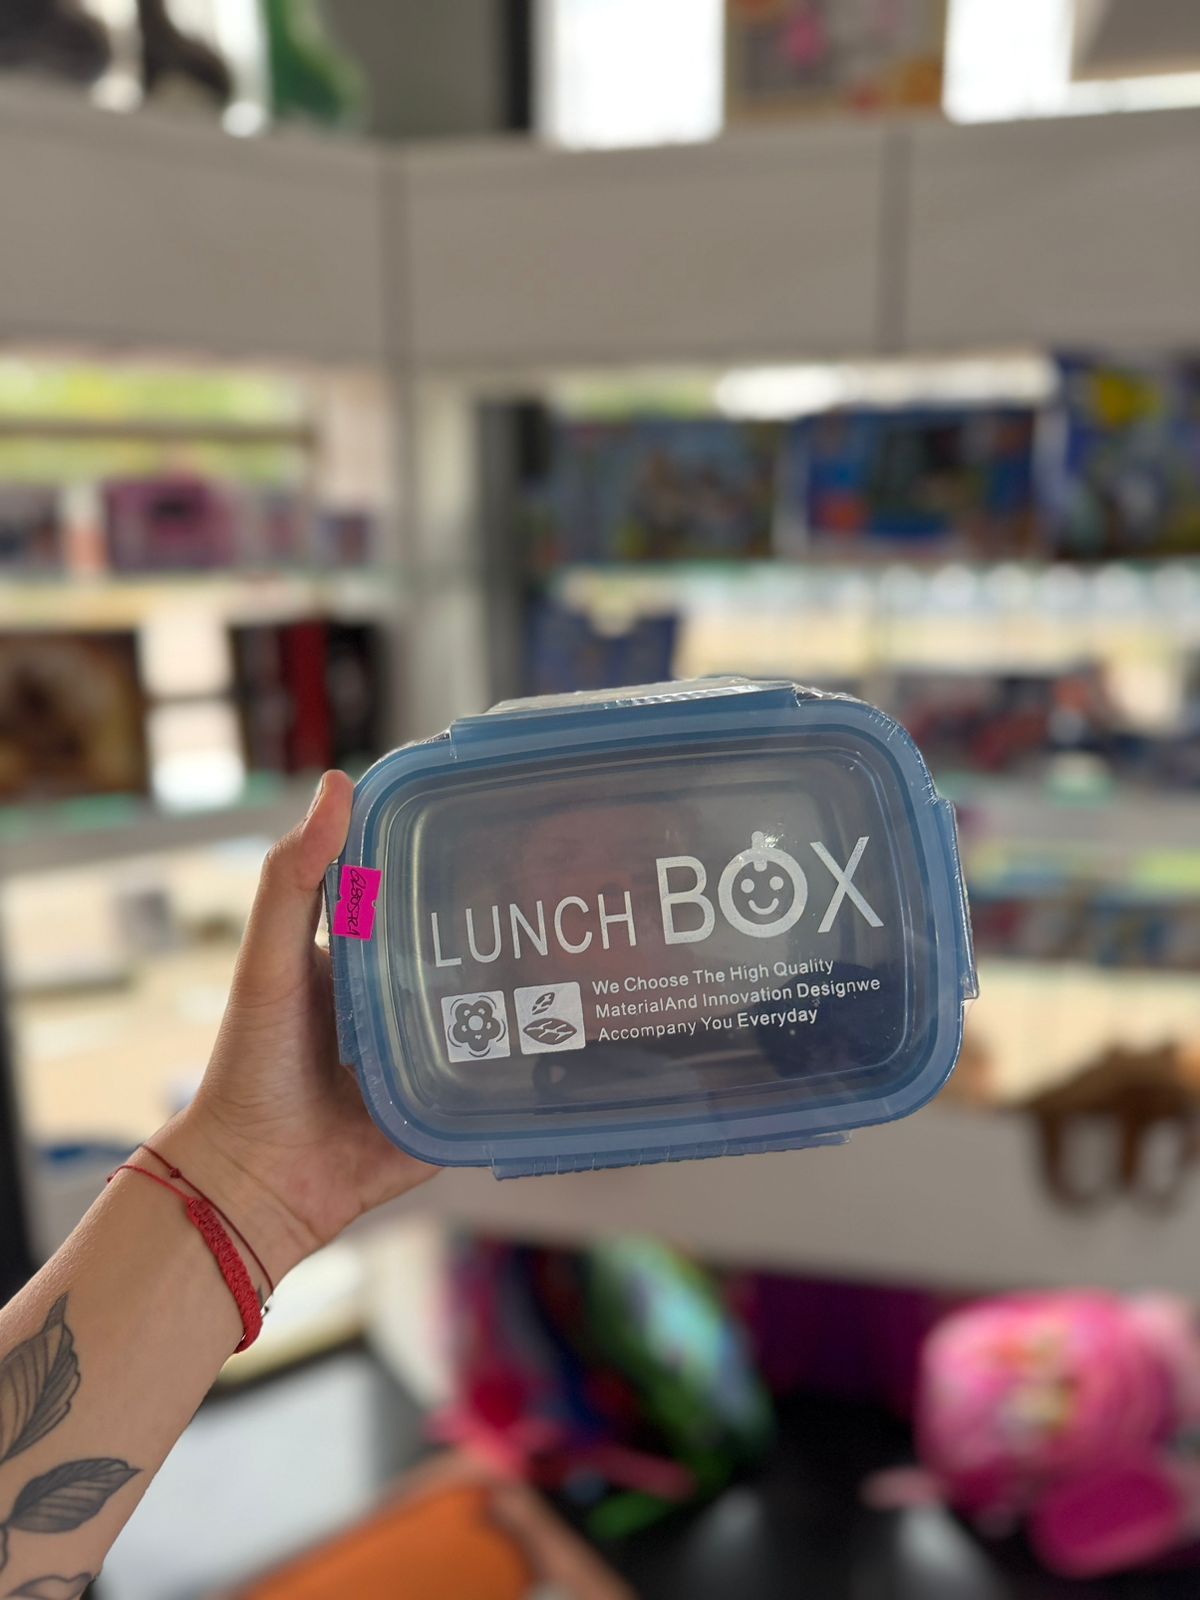 LUNCH BOX
We Choose The High Quality
MaterialAnd Innovation Designwe
Accompany You Everyday